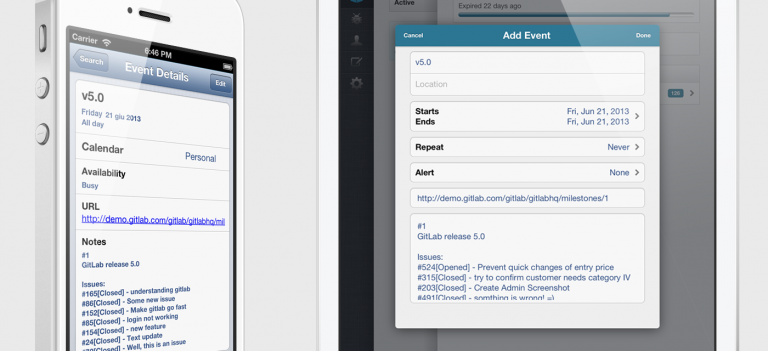 Carrier
6:46 PM
Search
Event Details
Edit
v5.0
Friday 21 giu 2013
All day
Calendar
Personal
Availability
Busy
URL
http://demo.gitlab.com/gitlab/gitlabhq/mil
Notes
#1
GitLab release 5.0
Issues:
#165[Closed] - understanding gitlab
#86[Closed] - Some new issue
#152[Closed] - Make gitlab go fast
#85[Closed] - login not working
#154[Closed] - new feature
#24[Closed] - Text update
#72[Closed] - Well, this is an issue
Active
Expired 22 days ago
Cancel
Add Event
Done
v5.0
Location
Starts
Fri, Jun 21, 2013
Ends
Fri, Jun 21, 2013
Repeat
Never
Alert
None
http://demo.gitlab.com/gitlab/gitlabhq/milestones/1
#1
GitLab release 5.0
Issues:
#524[Opened] - Prevent quick changes of entry price
#315[Closed] - try to confirm customer needs category IV
#203[Closed] - Create Admin Screenshot
#491[Closed] - somthing is wrong! =)